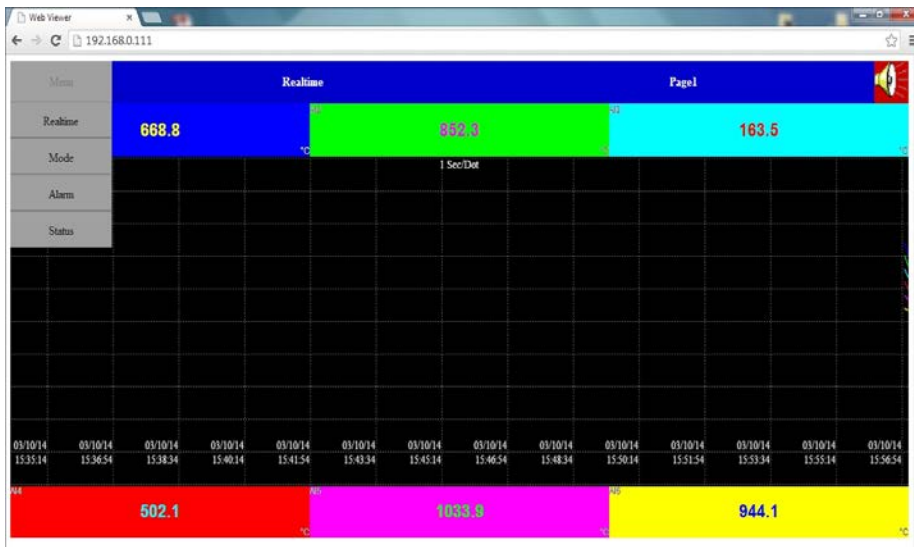 Web Viewer
192.168.0.111
Menu
Realtime
Page1
Realtime
Mode
Alarm
Status
668.8
°C
852.3
163.5
°C
1 Sec/Dot
03/10/14 03/10/14 03/10/14 03/10/14 03/10/14 03/10/14 03/10/14 03/10/14 03/10/14 03/10/14 03/10/14 03/10/14 03/10/14 03/10/14
15:35:14 15:36:54 15:38:34 15:40:14 15:41:54 15:43:34 15:45:14 15:46:54 15:48:34 15:50:14 15:51:54 15:53:34 15:55:14 15:56:54
AI4
502.1
°C
AI5
1033.9
°C
AI6
944.1
°C